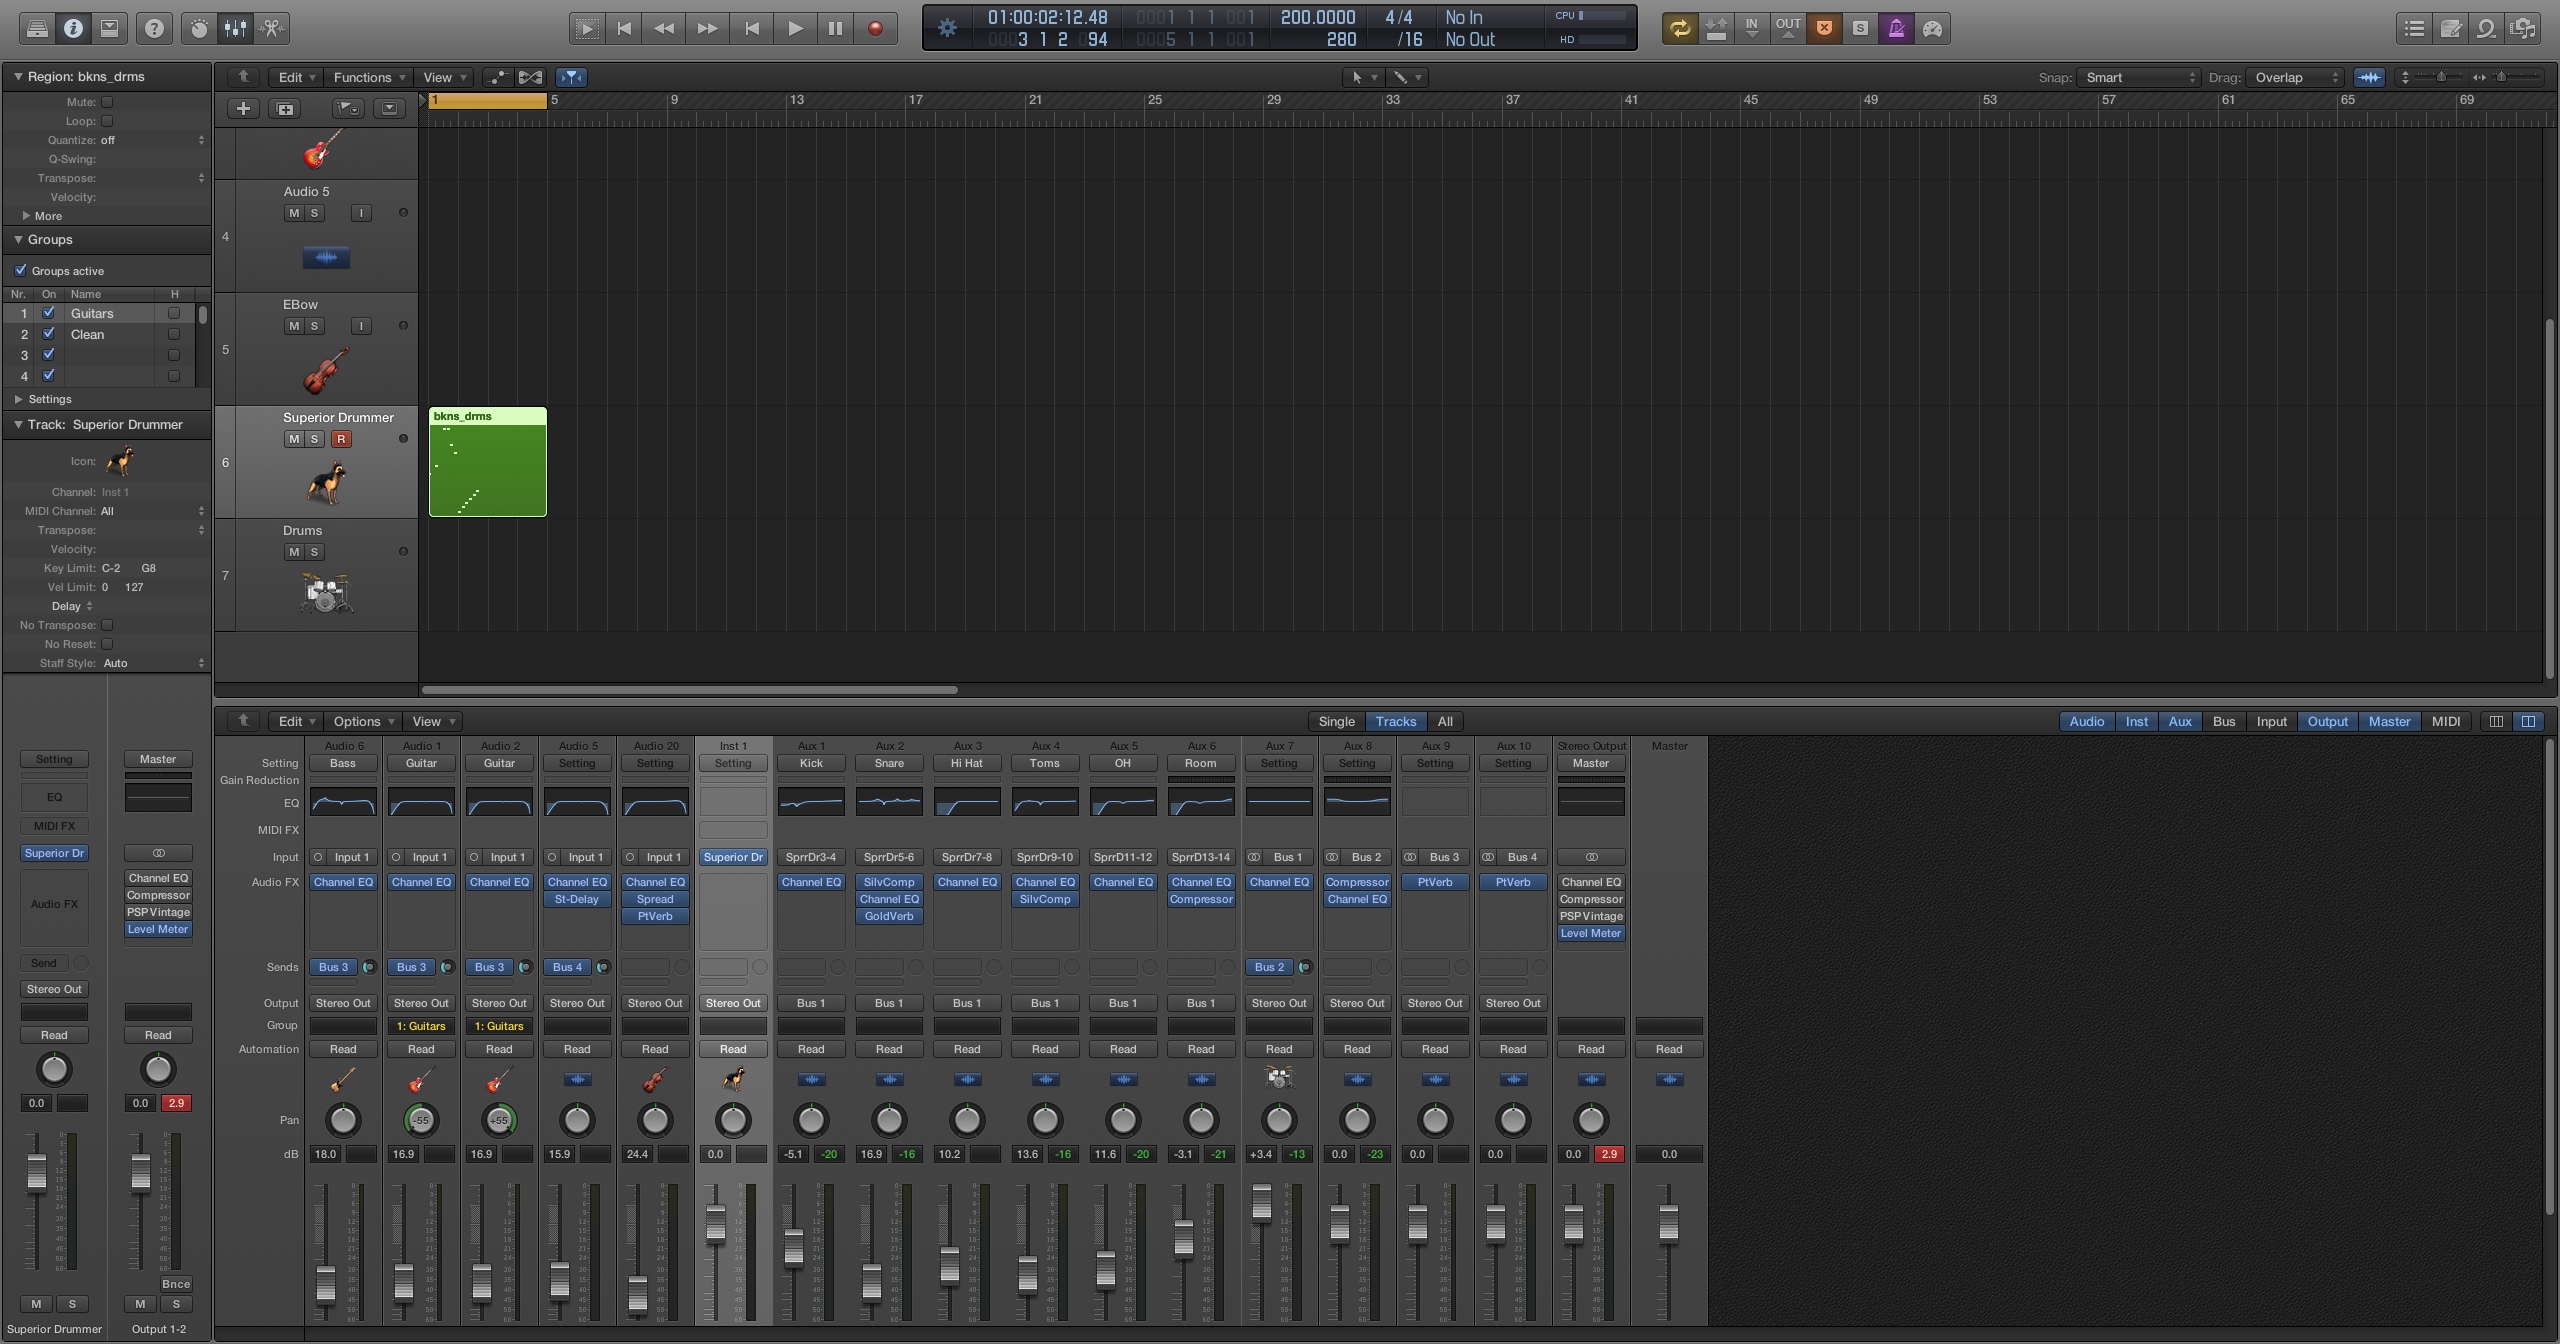 01:00:02:12.48 0001 1 1 001 200.0000 4/4 No In CPU
0003 1 2 094 0005 1 1 001 280 /16 No Out HD
IN OUT S
Region: bkns_drms
Mute:
Loop:
Quantize: off
Q-Swing:
Transpose:
Velocity:
More
Groups
Groups active
Nr. On Name H
1 Guitars
2 Clean
3
4
Settings
Track: Superior Drummer
Icon:
Channel: Inst 1
MIDI Channel: All
Transpose:
Velocity:
Key Limit: C-2 G8
Vel Limit: 0 127
Delay
No Transpose:
No Reset:
Staff Style: Auto
Edit Functions View Snap: Smart Drag: Overlap
1 5 9 13 17 21 25 29 33 37 41 45 49 53 57 61 65 69
Audio 5
M S I
4
EBow
M S I
5
Superior Drummer
M S R
6
bkns_drms
Drums
M S
7
Setting Master
EQ
MIDI FX
Superior Dr
Channel EQ
Compressor
Audio FX
PSP Vintage
Level Meter
Send
Stereo Out
Read Read
0.0 0.0 2.9
Bnce
M S M S
Superior Drummer Output 1-2
Edit Options View Single Tracks All Audio Inst Aux Bus Input Output Master MIDI
Audio 6 Audio 1 Audio 2 Audio 5 Audio 20 Inst 1 Aux 1 Aux 2 Aux 3 Aux 4 Aux 5 Aux 6 Aux 7 Aux 8 Aux 9 Aux 10 Stereo Output Master
Setting Bass Guitar Guitar Setting Setting Setting Kick Snare Hi Hat Toms OH Room Setting Setting Setting Setting Master
Gain Reduction
EQ
MIDI FX
Input Input 1 Input 1 Input 1 Input 1 Input 1 Superior Dr SprrDr3-4 SprrDr5-6 SprrDr7-8 SprrDr9-10 SprrD11-12 SprrD13-14 Bus 1 Bus 2 Bus 3 Bus 4
Audio FX Channel EQ Channel EQ Channel EQ Channel EQ Channel EQ Channel EQ SilvComp Channel EQ Channel EQ Channel EQ Channel EQ Channel EQ Compressor PtVerb PtVerb Channel EQ
St-Delay Spread Channel EQ SilvComp Compressor Channel EQ Compressor
PtVerb GoldVerb PSP Vintage
Level Meter
Sends Bus 3 Bus 3 Bus 3 Bus 4 Bus 2
Output Stereo Out Stereo Out Stereo Out Stereo Out Stereo Out Stereo Out Bus 1 Bus 1 Bus 1 Bus 1 Bus 1 Bus 1 Stereo Out Stereo Out Stereo Out Stereo Out
Group 1: Guitars 1: Guitars
Automation Read Read Read Read Read Read Read Read Read Read Read Read Read Read Read Read Read Read
Pan -55 +55
dB 18.0 16.9 16.9 15.9 24.4 0.0 -5.1 -20 16.9 -16 10.2 13.6 -16 11.6 -20 -3.1 -21 +3.4 -13 0.0 -23 0.0 0.0 0.0 2.9 0.0